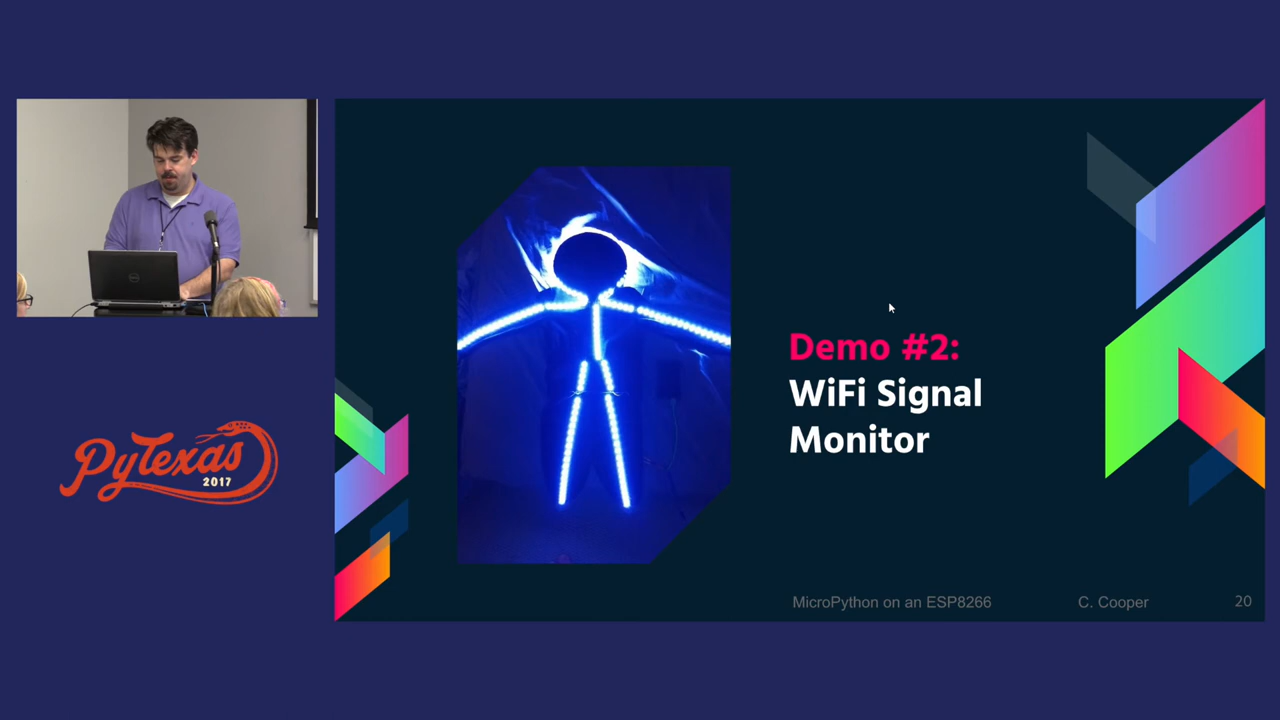 Demo #2:
WiFi Signal
Monitor
PyTexas
2017
MicroPython on an ESP8266
C. Cooper
20